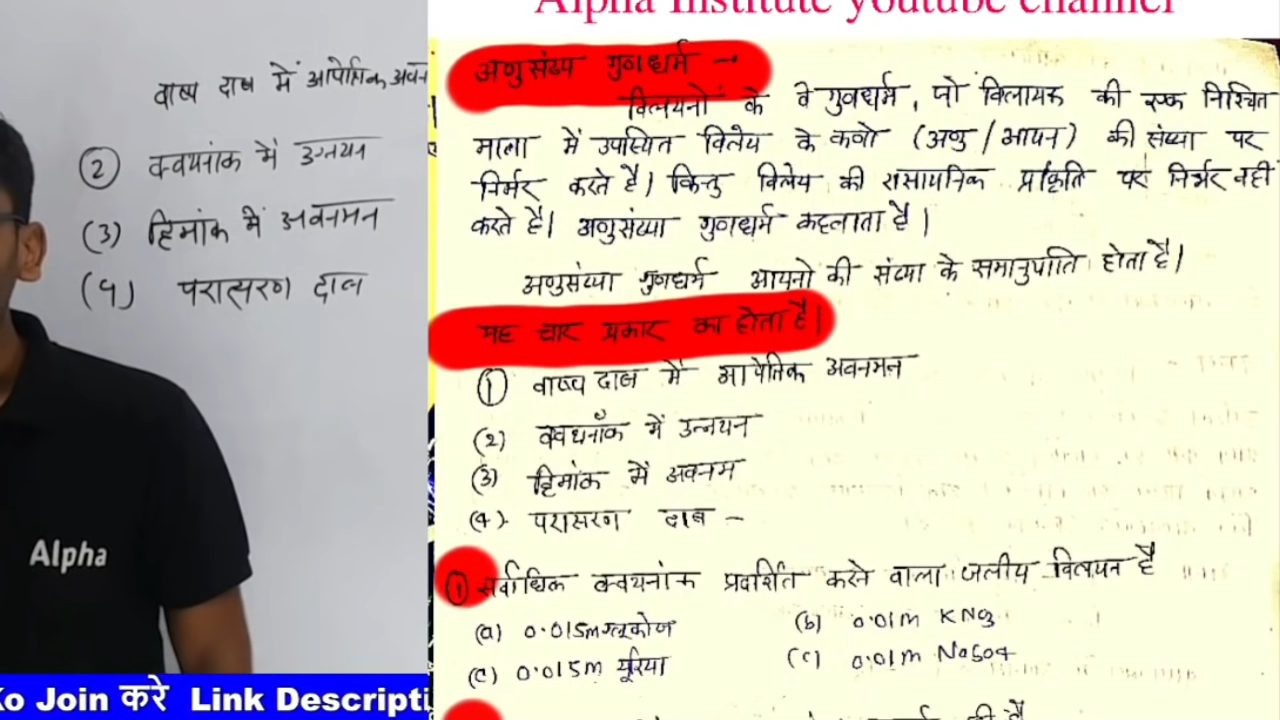 वाष्प दाब में आपेक्षिक अवन
② क्वथनांक में उन्नयन
(3) हिमांक में अवनमन
(4) परासरण दाब
Alpha
Ko Join करे Link Descripti
Alpha Institute youtube channel
अणुसंख्य गुणधर्म →
विलयनों के वे गुणधर्म, जो विलायक की एक निश्चित
मात्रा में उपस्थित विलेय के कणो (अणु / आयन) की संख्या पर
निर्भर करते है। किन्तु विलेय की रासायनिक प्रकृति पर निर्भर नही
करते है। अणुसंख्या गुणधर्म कहलाता है।
अणुसंख्या गुणधर्म आयनो की संख्या के समानुपाति होता है।
यह चार प्रकार का होता है।
① वाष्प दाब में आपेक्षिक अवनमन
(2) क्वथनाँक में उन्नयन
(3) हिमांक में अवनम
(4)- परासरण दाब -
① सर्वाधिक क्वथनांक प्रदर्शित करने वाला जलीय विलयन है
(a) 0.015m ग्लूकोज (b) 0.01m KNO3
(c) 0.015m यूरिया (c) 0.01m NaSO4